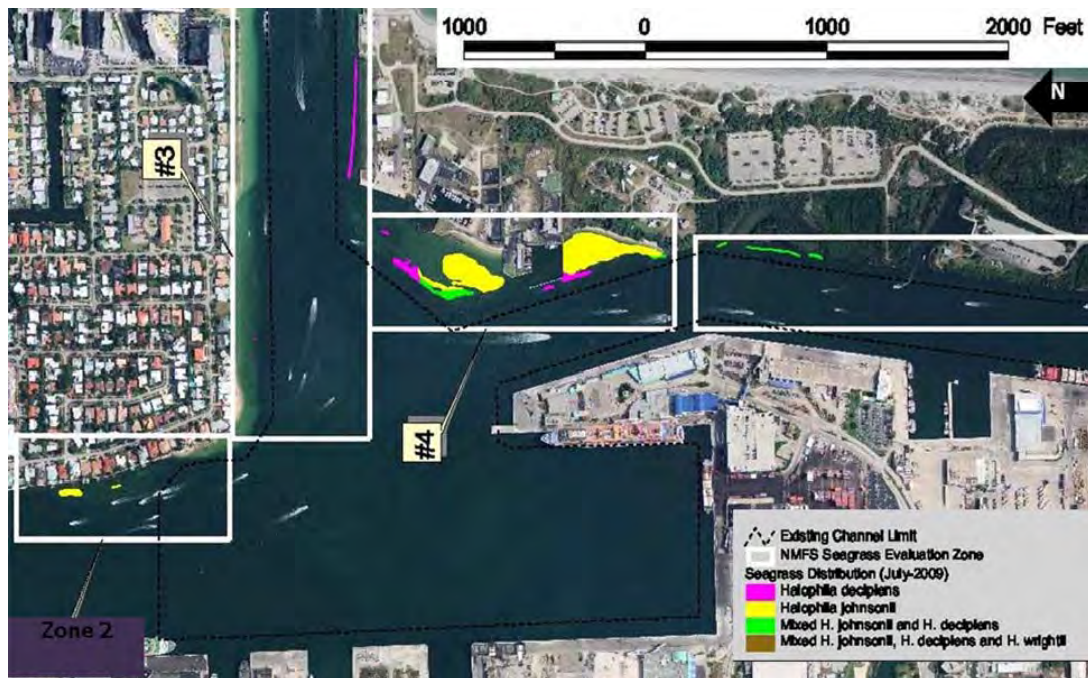 1000 0 1000 2000 Feet
N
#3
#4
Existing Channel Limit
NMFS Seagrass Evaluation Zone
Seagrass Distribution (July-2009)
Halophila decipiens
Halophila johnsonii
Mixed H. johnsonii and H. decipiens
Mixed H. johnsonii, H. decipiens and H. wrightii
Zone 2